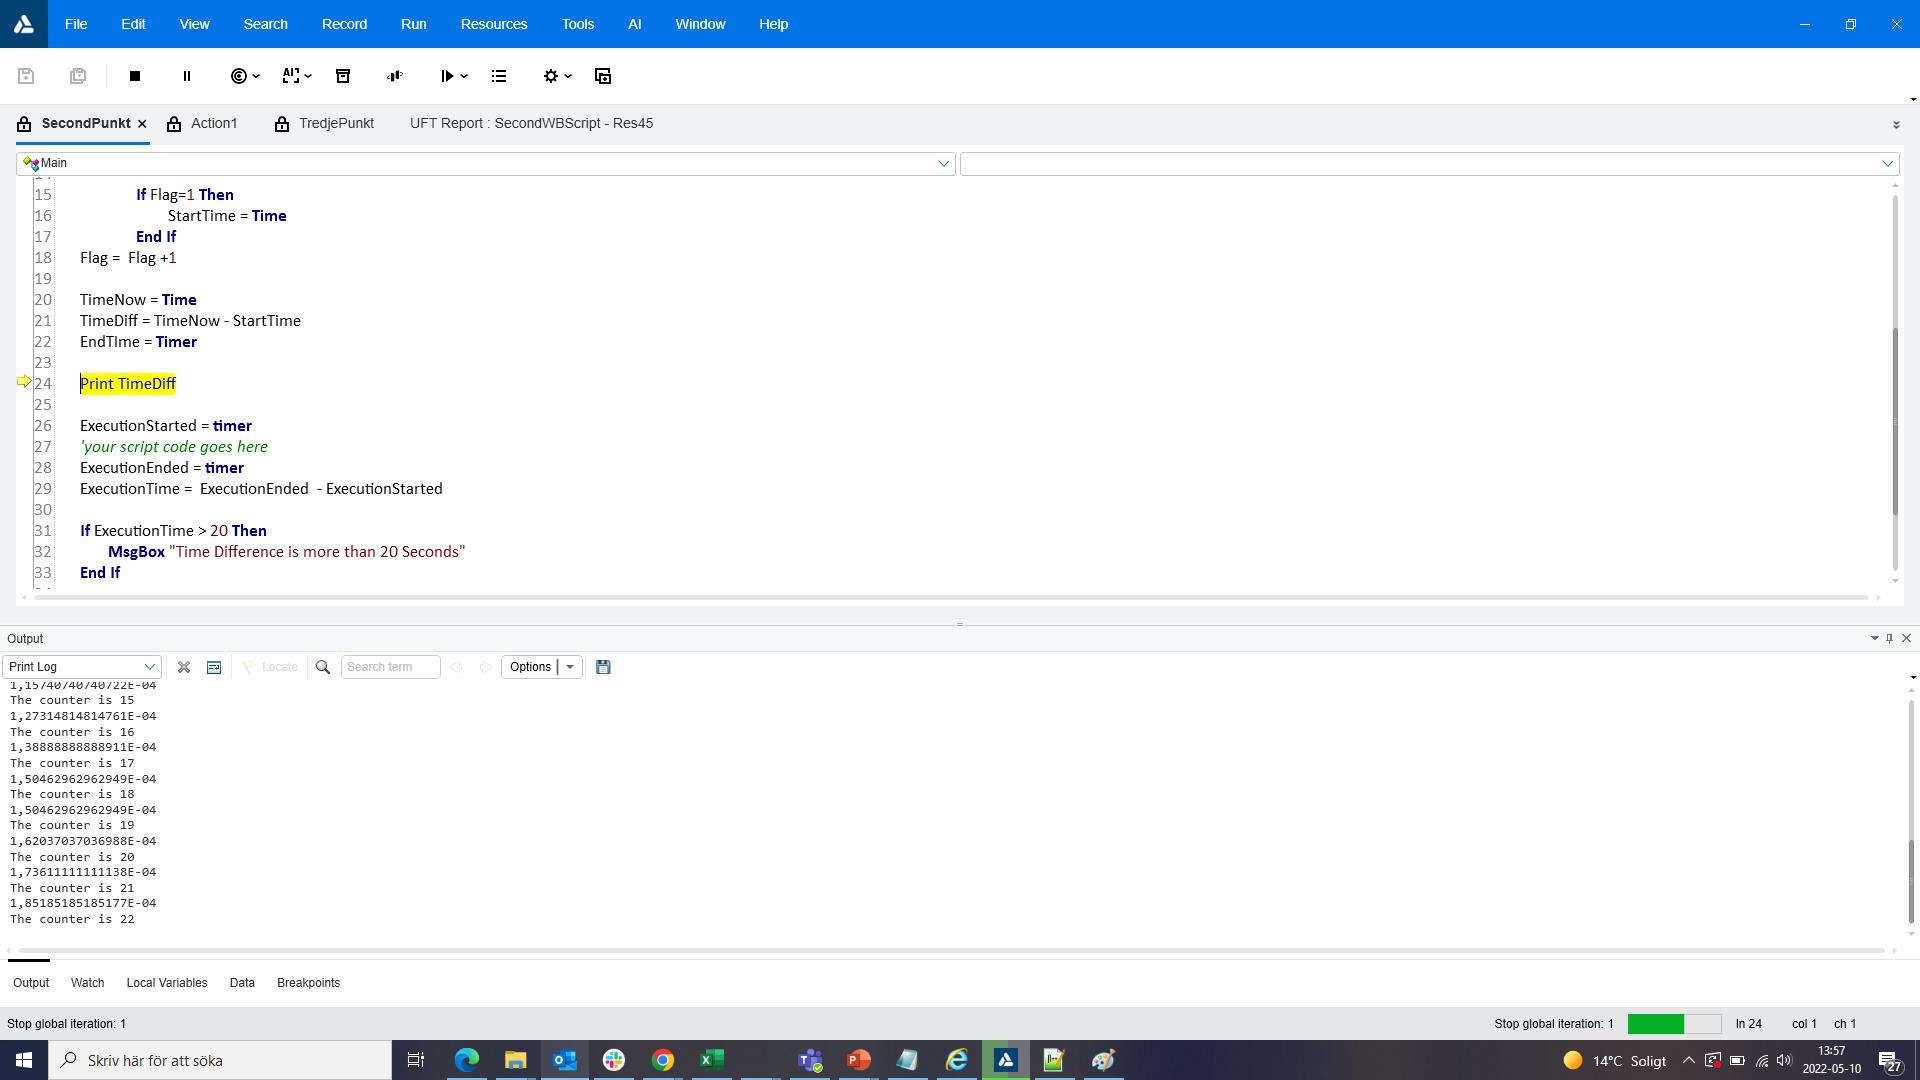 File Edit View Search Record Run Resources Tools AI Window Help
AI
SecondPunkt Action1 TredjePunkt UFT Report : SecondWBScript - Res45
Main
15 If Flag=1 Then
16 StartTime = Time
17 End If
18 Flag =  Flag +1
19
20 TimeNow = Time
21 TimeDiff = TimeNow - StartTime
22 EndTIme = Timer
23
24 Print TimeDiff
25
26 ExecutionStarted = timer
27 'your script code goes here
28 ExecutionEnded = timer
29 ExecutionTime =  ExecutionEnded  - ExecutionStarted
30
31 If ExecutionTime > 20 Then
32 MsgBox "Time Difference is more than 20 Seconds"
33 End If
Output
Print Log Locate Search term Options
1,15740740740722E-04
The counter is 15
1,27314814814761E-04
The counter is 16
1,38888888888911E-04
The counter is 17
1,50462962962949E-04
The counter is 18
1,50462962962949E-04
The counter is 19
1,62037037036988E-04
The counter is 20
1,73611111111138E-04
The counter is 21
1,85185185185177E-04
The counter is 22
Output Watch Local Variables Data Breakpoints
Stop global iteration: 1 Stop global iteration: 1 ln 24 col 1 ch 1
Skriv här för att söka 14°C Soligt 13:57
2022-05-10 27